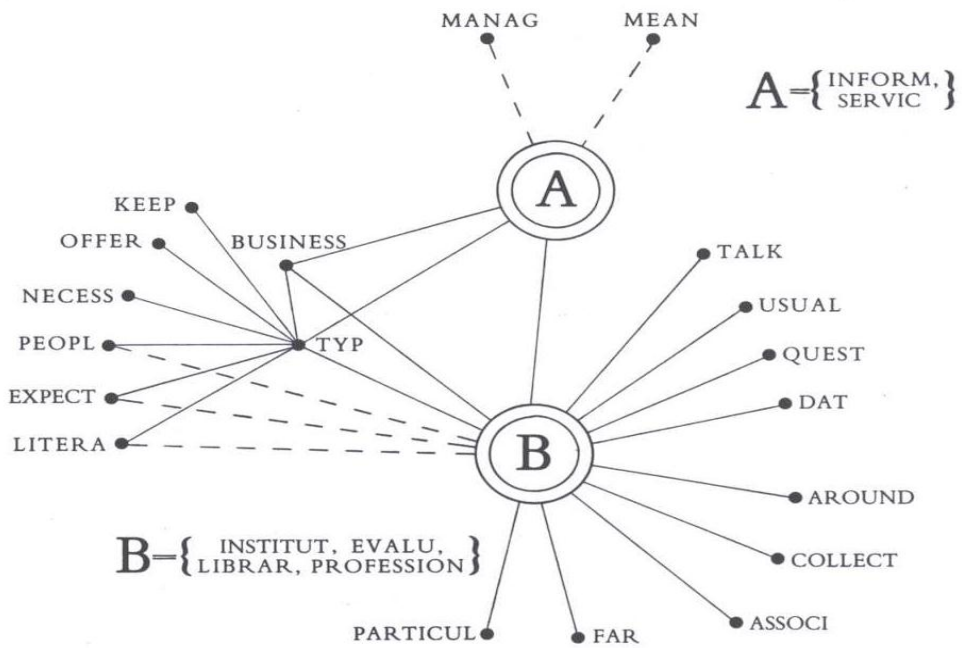 MANAG
MEAN
A={ INFORM,
SERVIC }
A
KEEP
OFFER
BUSINESS
TALK
NECESS
USUAL
PEOPL
TYP
QUEST
EXPECT
DAT
LITERA
B
AROUND
B={ INSTITUT, EVALU,
LIBRAR, PROFESSION }
COLLECT
ASSOCI
PARTICUL
FAR